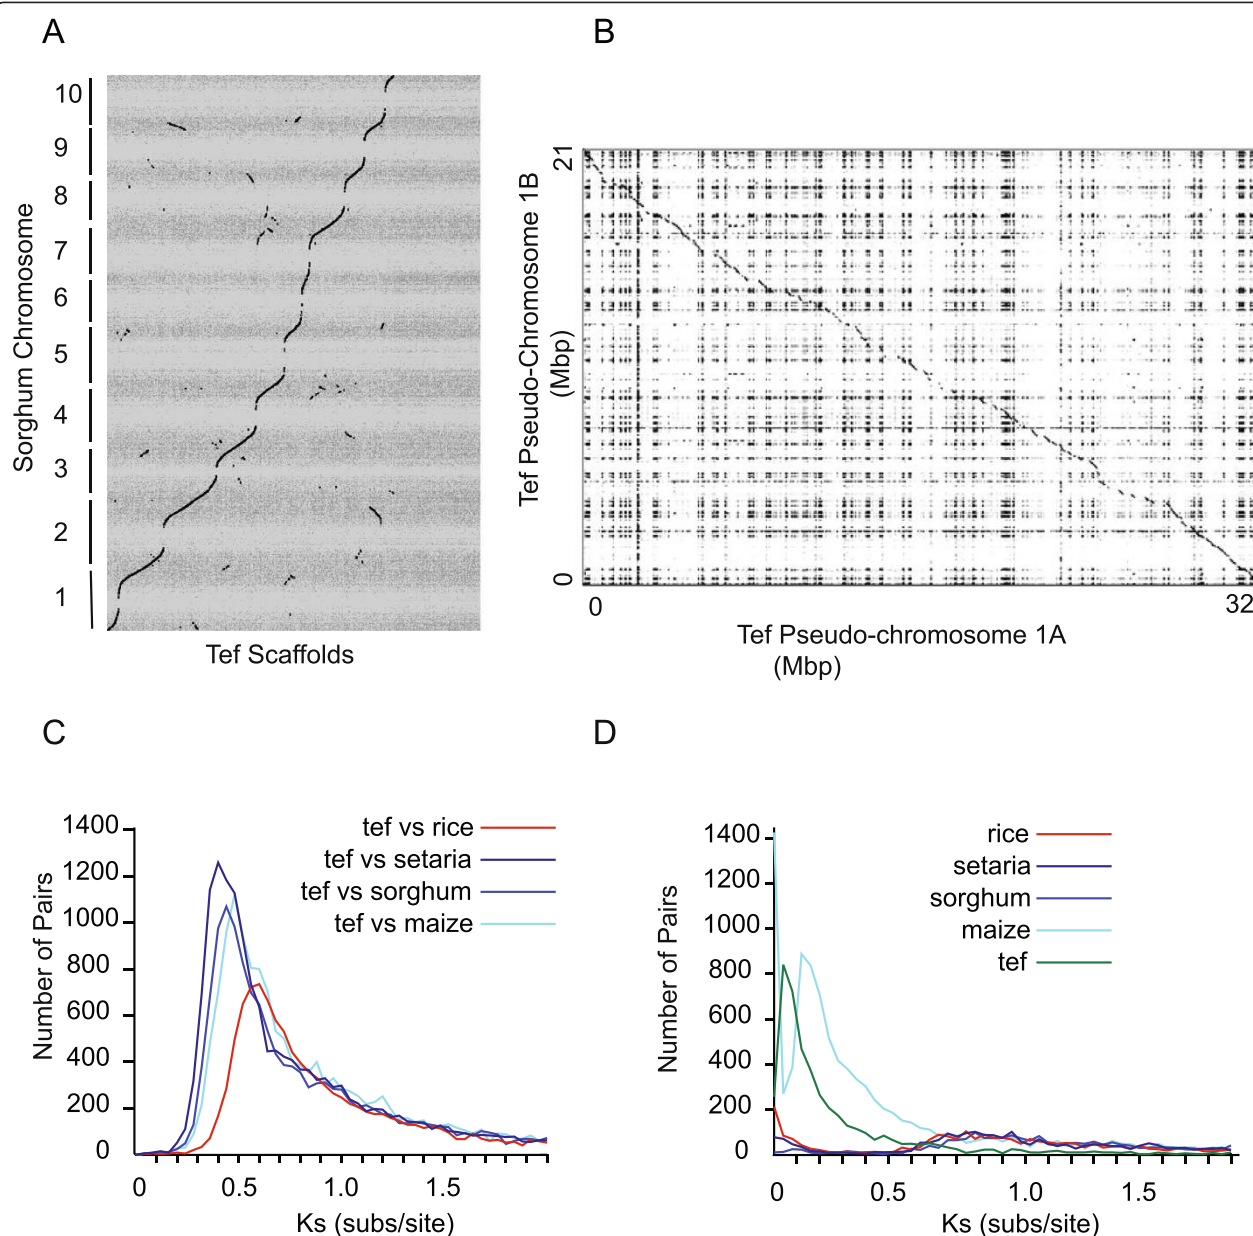 A
10
9
8
7
6
5
4
3
2
1
Sorghum Chromosome
Tef Scaffolds
B
21
0
Tef Pseudo-Chromosome 1B
(Mbp)
0
32
Tef Pseudo-chromosome 1A
(Mbp)
C
1400
1200
1000
800
600
400
200
0
Number of Pairs
tef vs rice
tef vs setaria
tef vs sorghum
tef vs maize
0
0.5
1.0
1.5
Ks (subs/site)
D
1400
1200
1000
800
600
400
200
0
Number of Pairs
rice
setaria
sorghum
maize
tef
0
0.5
1.0
1.5
Ks (subs/site)